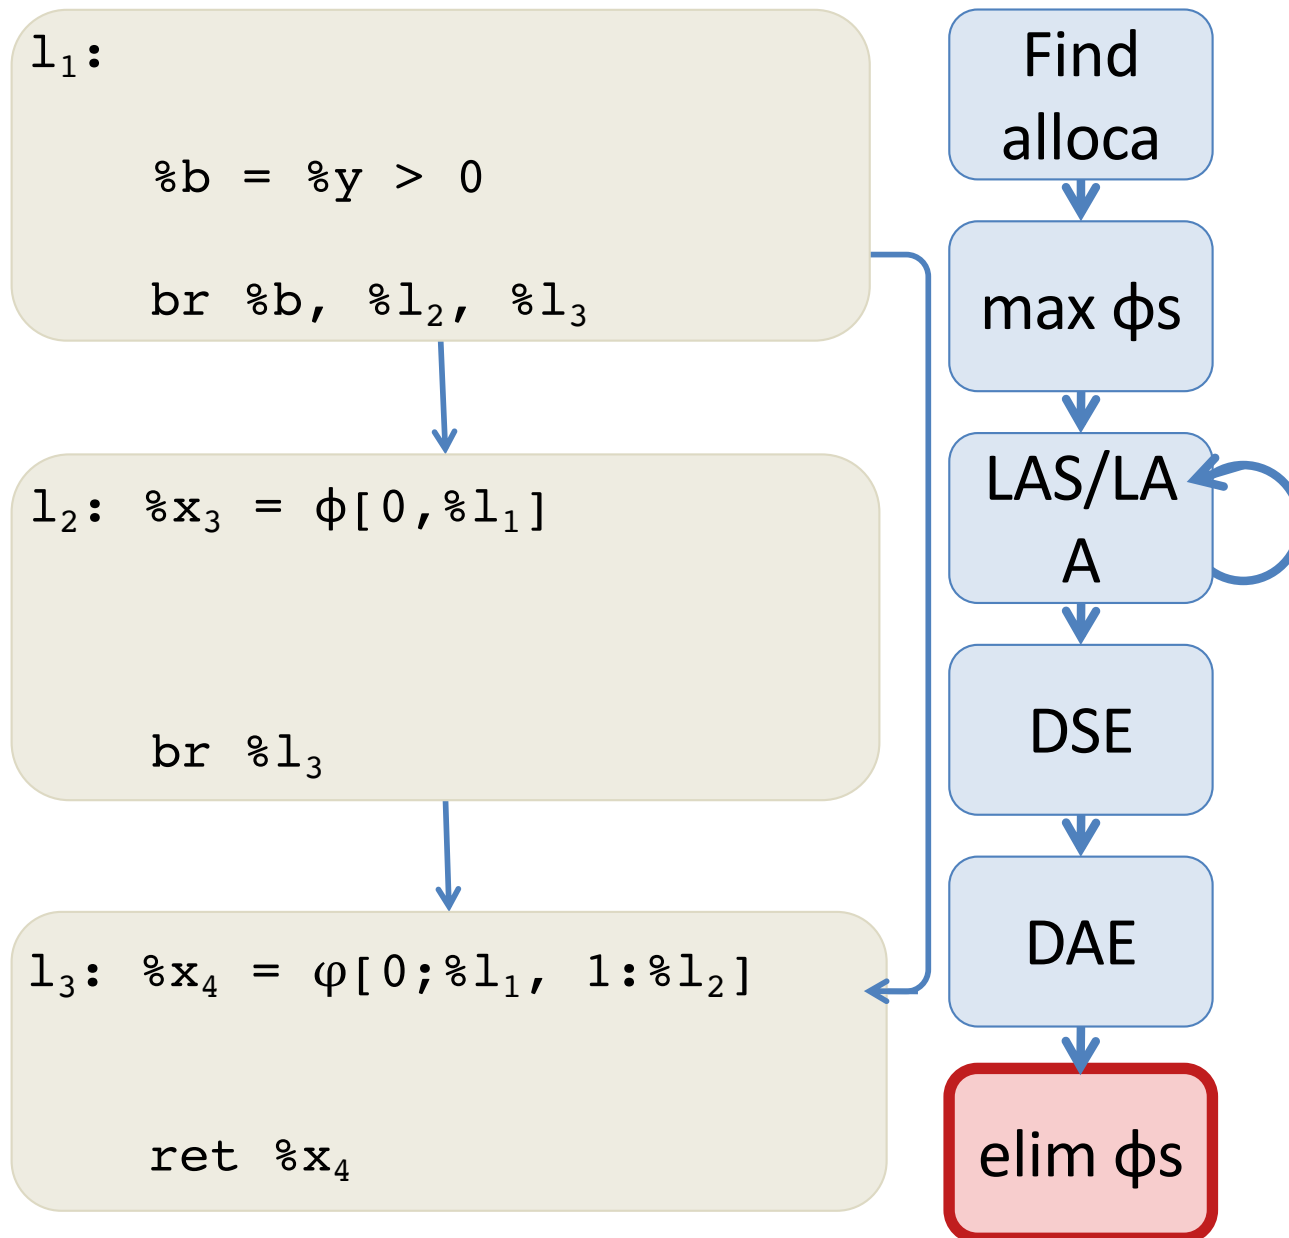 l₁:
%b = %y > 0
br %b, %l₂, %l₃
l₂: %x₃ = ϕ[0,%l₁]
br %l₃
l₃: %x₄ = φ[0;%l₁, 1:%l₂]
ret %x₄
Find
alloca
max ϕs
LAS/LA
A
DSE
DAE
elim ϕs